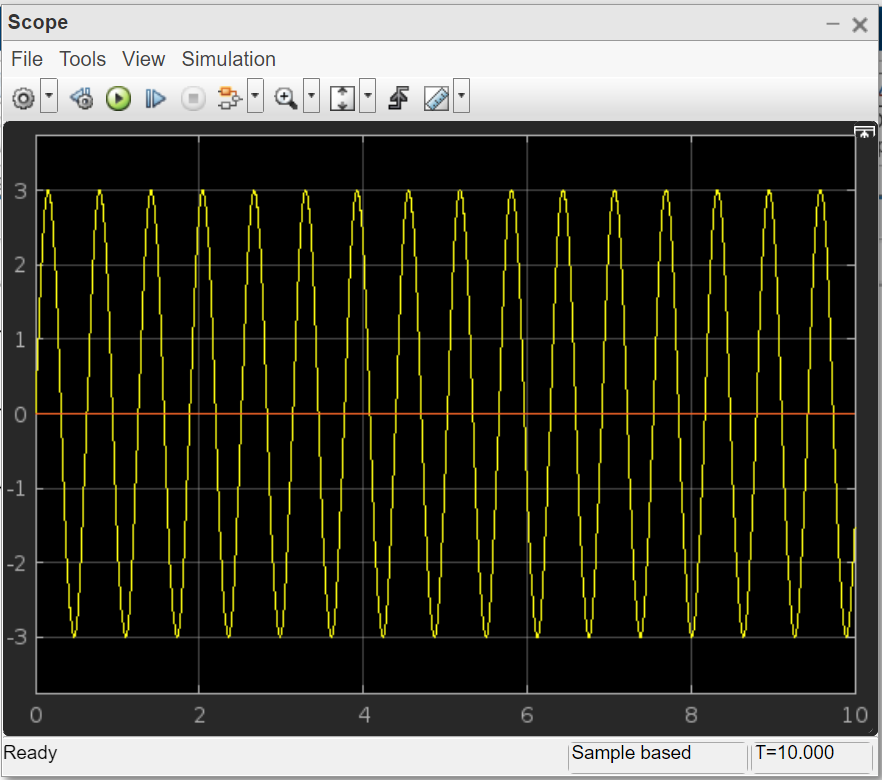 Scope
File Tools View Simulation
3
2
1
0
-1
-2
-3
0 2 4 6 8 10
Ready Sample based T=10.000